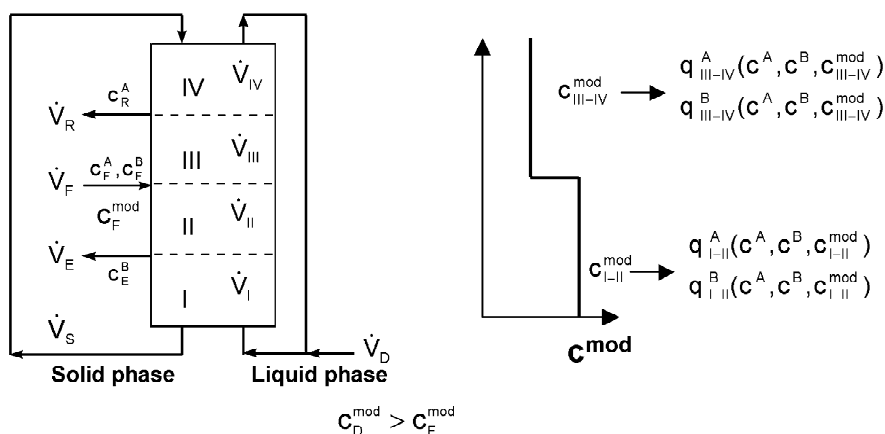 IV
V̇_IV
c_R^A
V̇_R
III
V̇_III
c_F^A, c_F^B
V̇_F
c_F^mod
II
V̇_II
V̇_E
c_E^B
I
V̇_I
V̇_S
V̇_D
Solid phase
Liquid phase
c_D^mod > c_F^mod
c_III–IV^mod
q_III–IV^A(c^A, c^B, c_III–IV^mod)
q_III–IV^B(c^A, c^B, c_III–IV^mod)
c_I–II^mod
q_I–II^A(c^A, c^B, c_I–II^mod)
q_I–II^B(c^A, c^B, c_I–II^mod)
c^mod